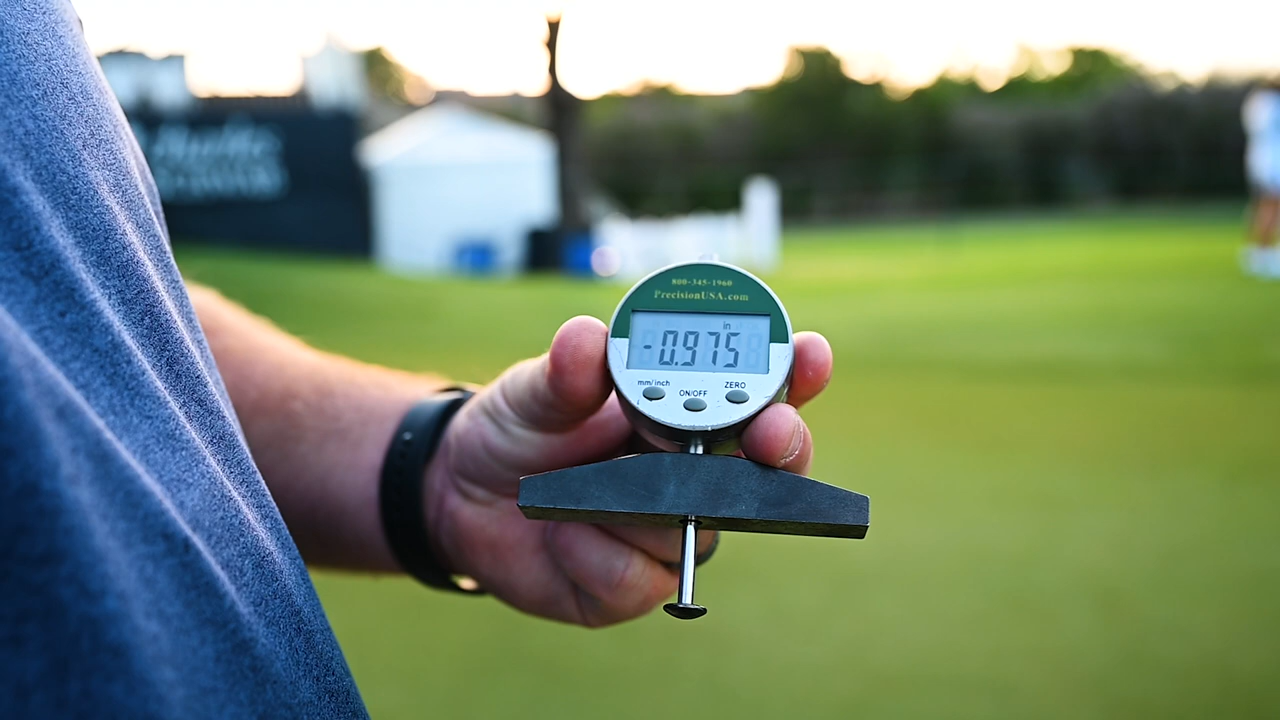 800-345-1960
PrecisionUSA.com
in
-0.975
mm/inch
ON/OFF
ZERO